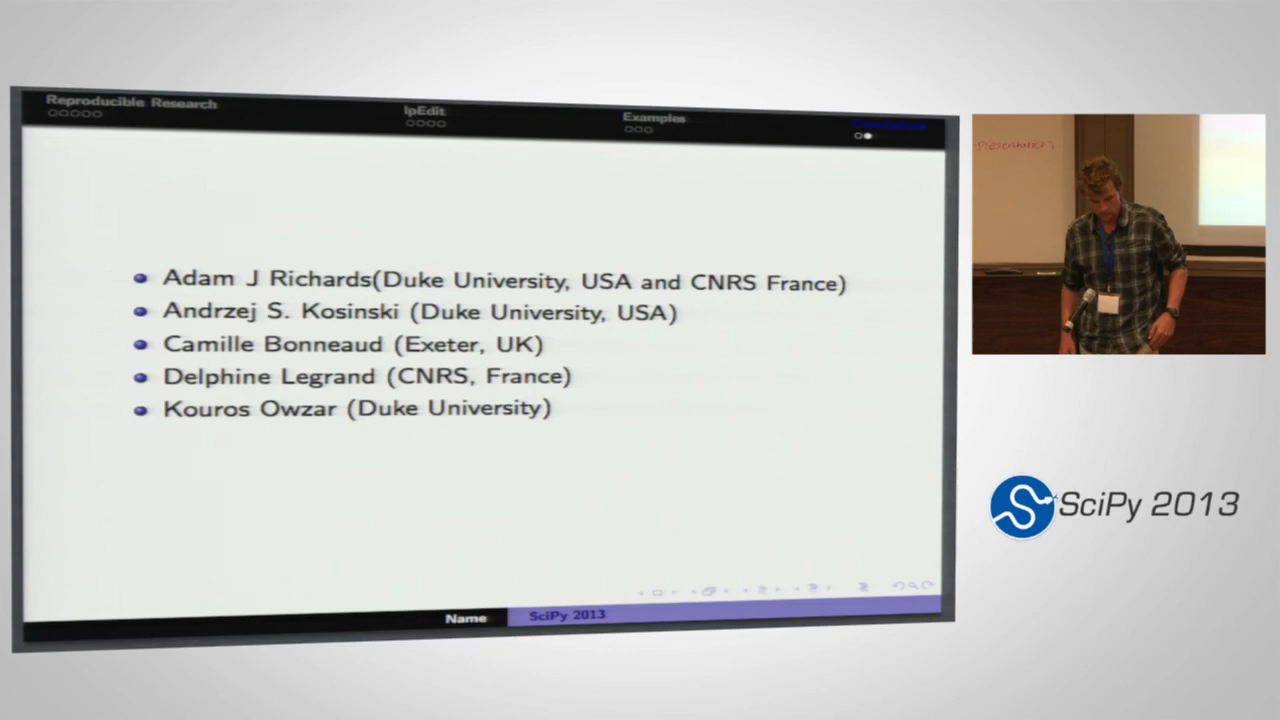 Reproducible Research
IpEdit
Examples
Adam J Richards(Duke University, USA and CNRS France)
Andrzej S. Kosinski (Duke University, USA)
Camille Bonneaud (Exeter, UK)
Delphine Legrand (CNRS, France)
Kouros Owzar (Duke University)
Name
SciPy 2013
presentation
SciPy 2013